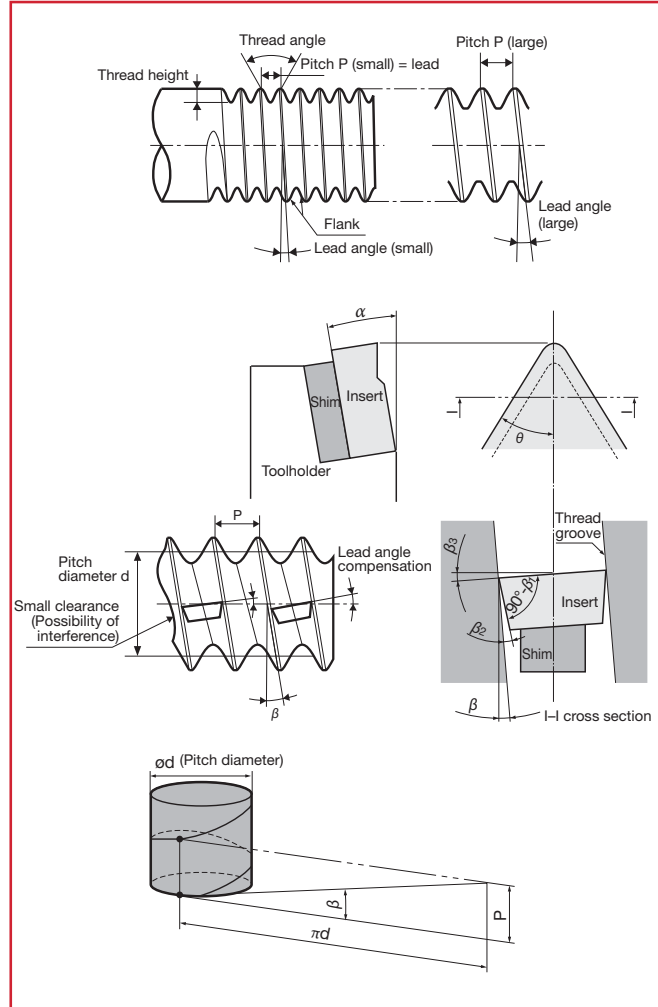 Thread angle
Pitch P (large)
Pitch P (small) = lead
Thread height
Flank
Lead angle (small)
Lead angle
(large)
α
Shim
Insert
Toolholder
I
I
θ
P
Pitch
diameter d
Lead angle
compensation
Small clearance
(Possibility of
interference)
β
Thread
groove
β3
90°-β1
Insert
β2
Shim
β
I–I cross section
ød (Pitch diameter)
β
P
πd